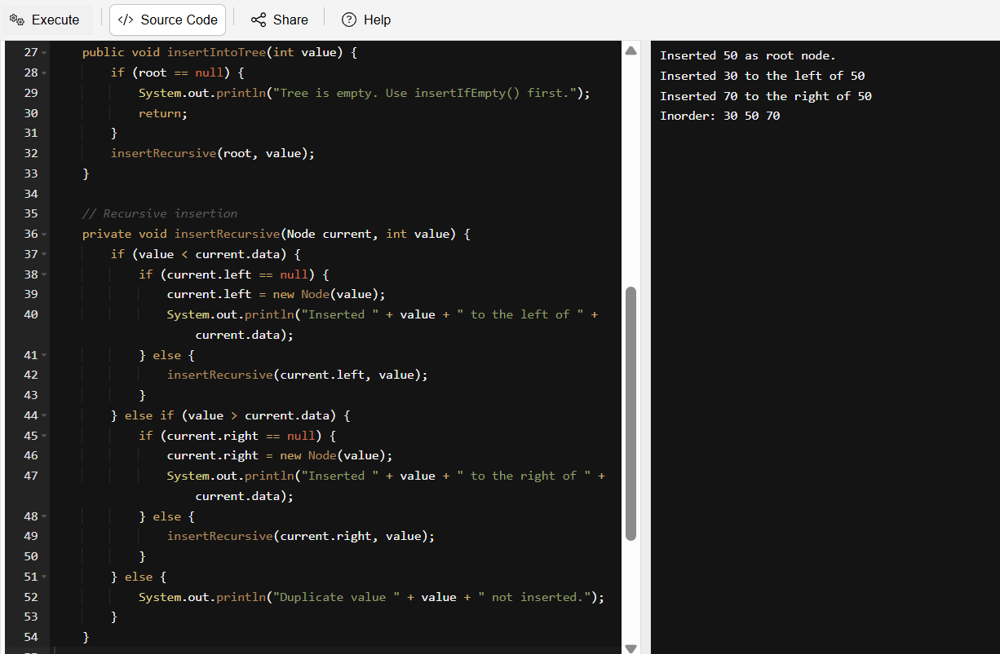 Execute
</> Source Code
Share
? Help
27 public void insertIntoTree(int value) {
28 if (root == null) {
29 System.out.println("Tree is empty. Use insertIfEmpty() first.");
30 return;
31 }
32 insertRecursive(root, value);
33 }
34
35 // Recursive insertion
36 private void insertRecursive(Node current, int value) {
37 if (value < current.data) {
38 if (current.left == null) {
39 current.left = new Node(value);
40 System.out.println("Inserted " + value + " to the left of " +
current.data);
41 } else {
42 insertRecursive(current.left, value);
43 }
44 } else if (value > current.data) {
45 if (current.right == null) {
46 current.right = new Node(value);
47 System.out.println("Inserted " + value + " to the right of " +
current.data);
48 } else {
49 insertRecursive(current.right, value);
50 }
51 } else {
52 System.out.println("Duplicate value " + value + " not inserted.");
53 }
54 }
Inserted 50 as root node.
Inserted 30 to the left of 50
Inserted 70 to the right of 50
Inorder: 30 50 70